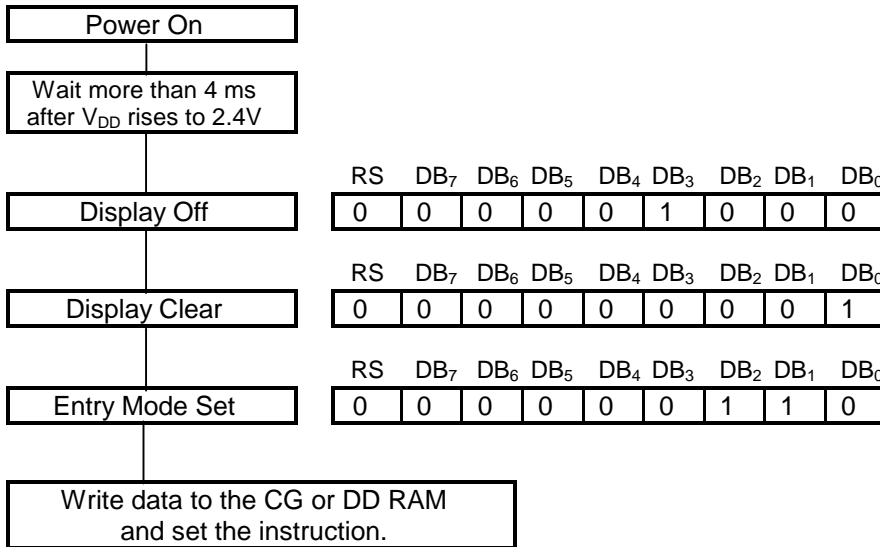 Power On
Wait more than 4 ms
after V_DD rises to 2.4V
RS DB₇ DB₆ DB₅ DB₄ DB₃ DB₂ DB₁ DB₀
Display Off 0 0 0 0 0 1 0 0 0
RS DB₇ DB₆ DB₅ DB₄ DB₃ DB₂ DB₁ DB₀
Display Clear 0 0 0 0 0 0 0 0 1
RS DB₇ DB₆ DB₅ DB₄ DB₃ DB₂ DB₁ DB₀
Entry Mode Set 0 0 0 0 0 0 1 1 0
Write data to the CG or DD RAM
and set the instruction.